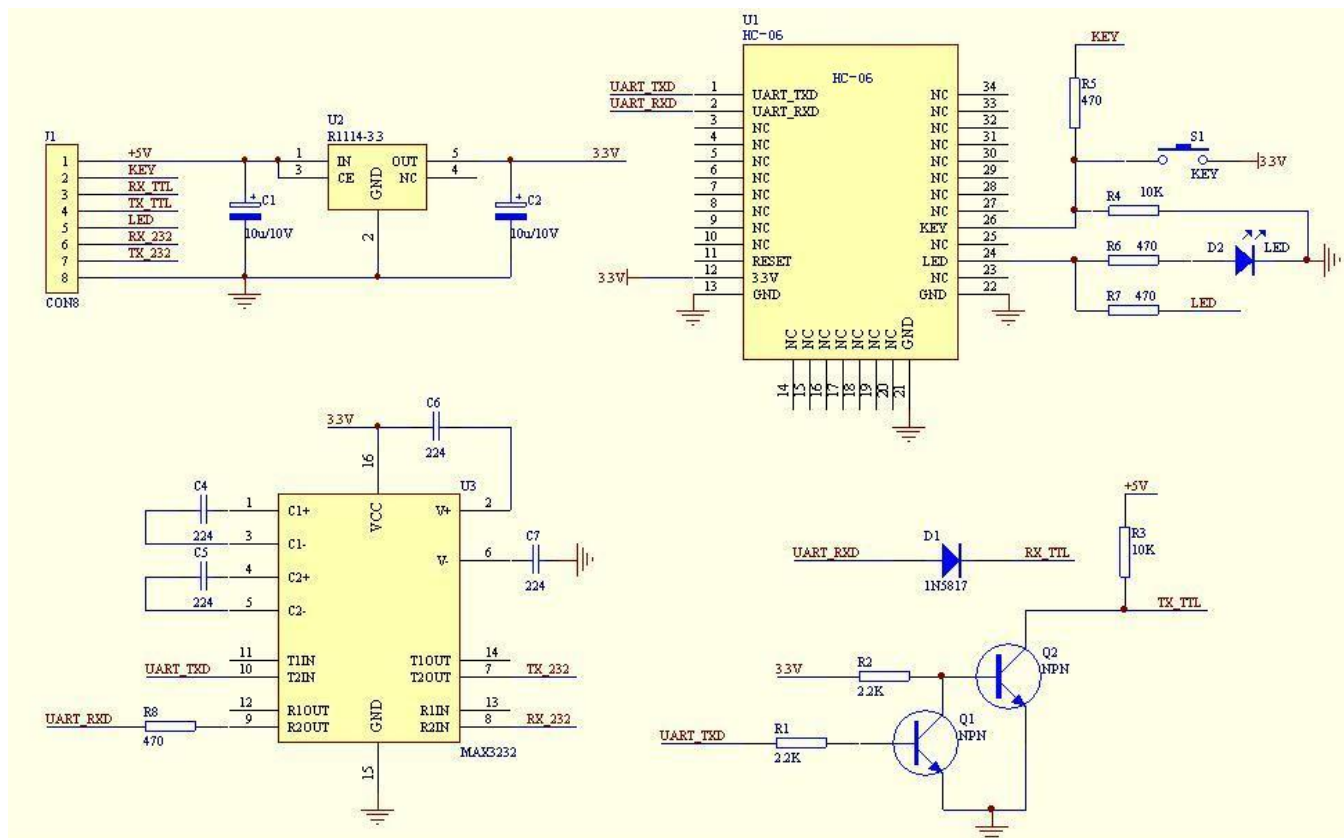 J1
1 +5V
2 KEY
3 RX_TTL
4 TX_TTL
5 LED
6 RX_232
7 TX_232
8
CON8
C1
+
10u/10V
U2
R1114-3.3
1 IN OUT 5
3 CE NC 4
GND
2
3.3V
C2
+
10u/10V
U1
HC-06
HC-06
UART_TXD 1 UART_TXD NC 34
UART_RXD 2 UART_RXD NC 33
3 NC NC 32
4 NC NC 31
5 NC NC 30
6 NC NC 29
7 NC NC 28
8 NC NC 27
9 NC KEY 26
10 NC NC 25
11 RESET LED 24
3.3V 12 3.3V NC 23
13 GND GND 22
NC NC NC NC NC NC NC GND
14 15 16 17 18 19 20 21
KEY
R5
470
S1
KEY
3.3V
R4 10K
R6 470
D2 LED
R7 470
LED
3.3V
C6
224
16
U3
C4
224
C5
224
1 C1+
3 C1-
4 C2+
5 C2-
VCC
V+ 2
V- 6
C7
224
11 T1IN T1OUT 14
UART_TXD 10 T2IN T2OUT 7 TX_232
12 R1OUT R1IN 13
UART_RXD R8 9 R2OUT R2IN 8 RX_232
470
GND
MAX3232
15
UART_RXD D1 RX_TTL
1N5817
+5V
R3
10K
TX_TTL
Q2
NPN
3.3V R2
2.2K
Q1
NPN
UART_TXD R1
2.2K